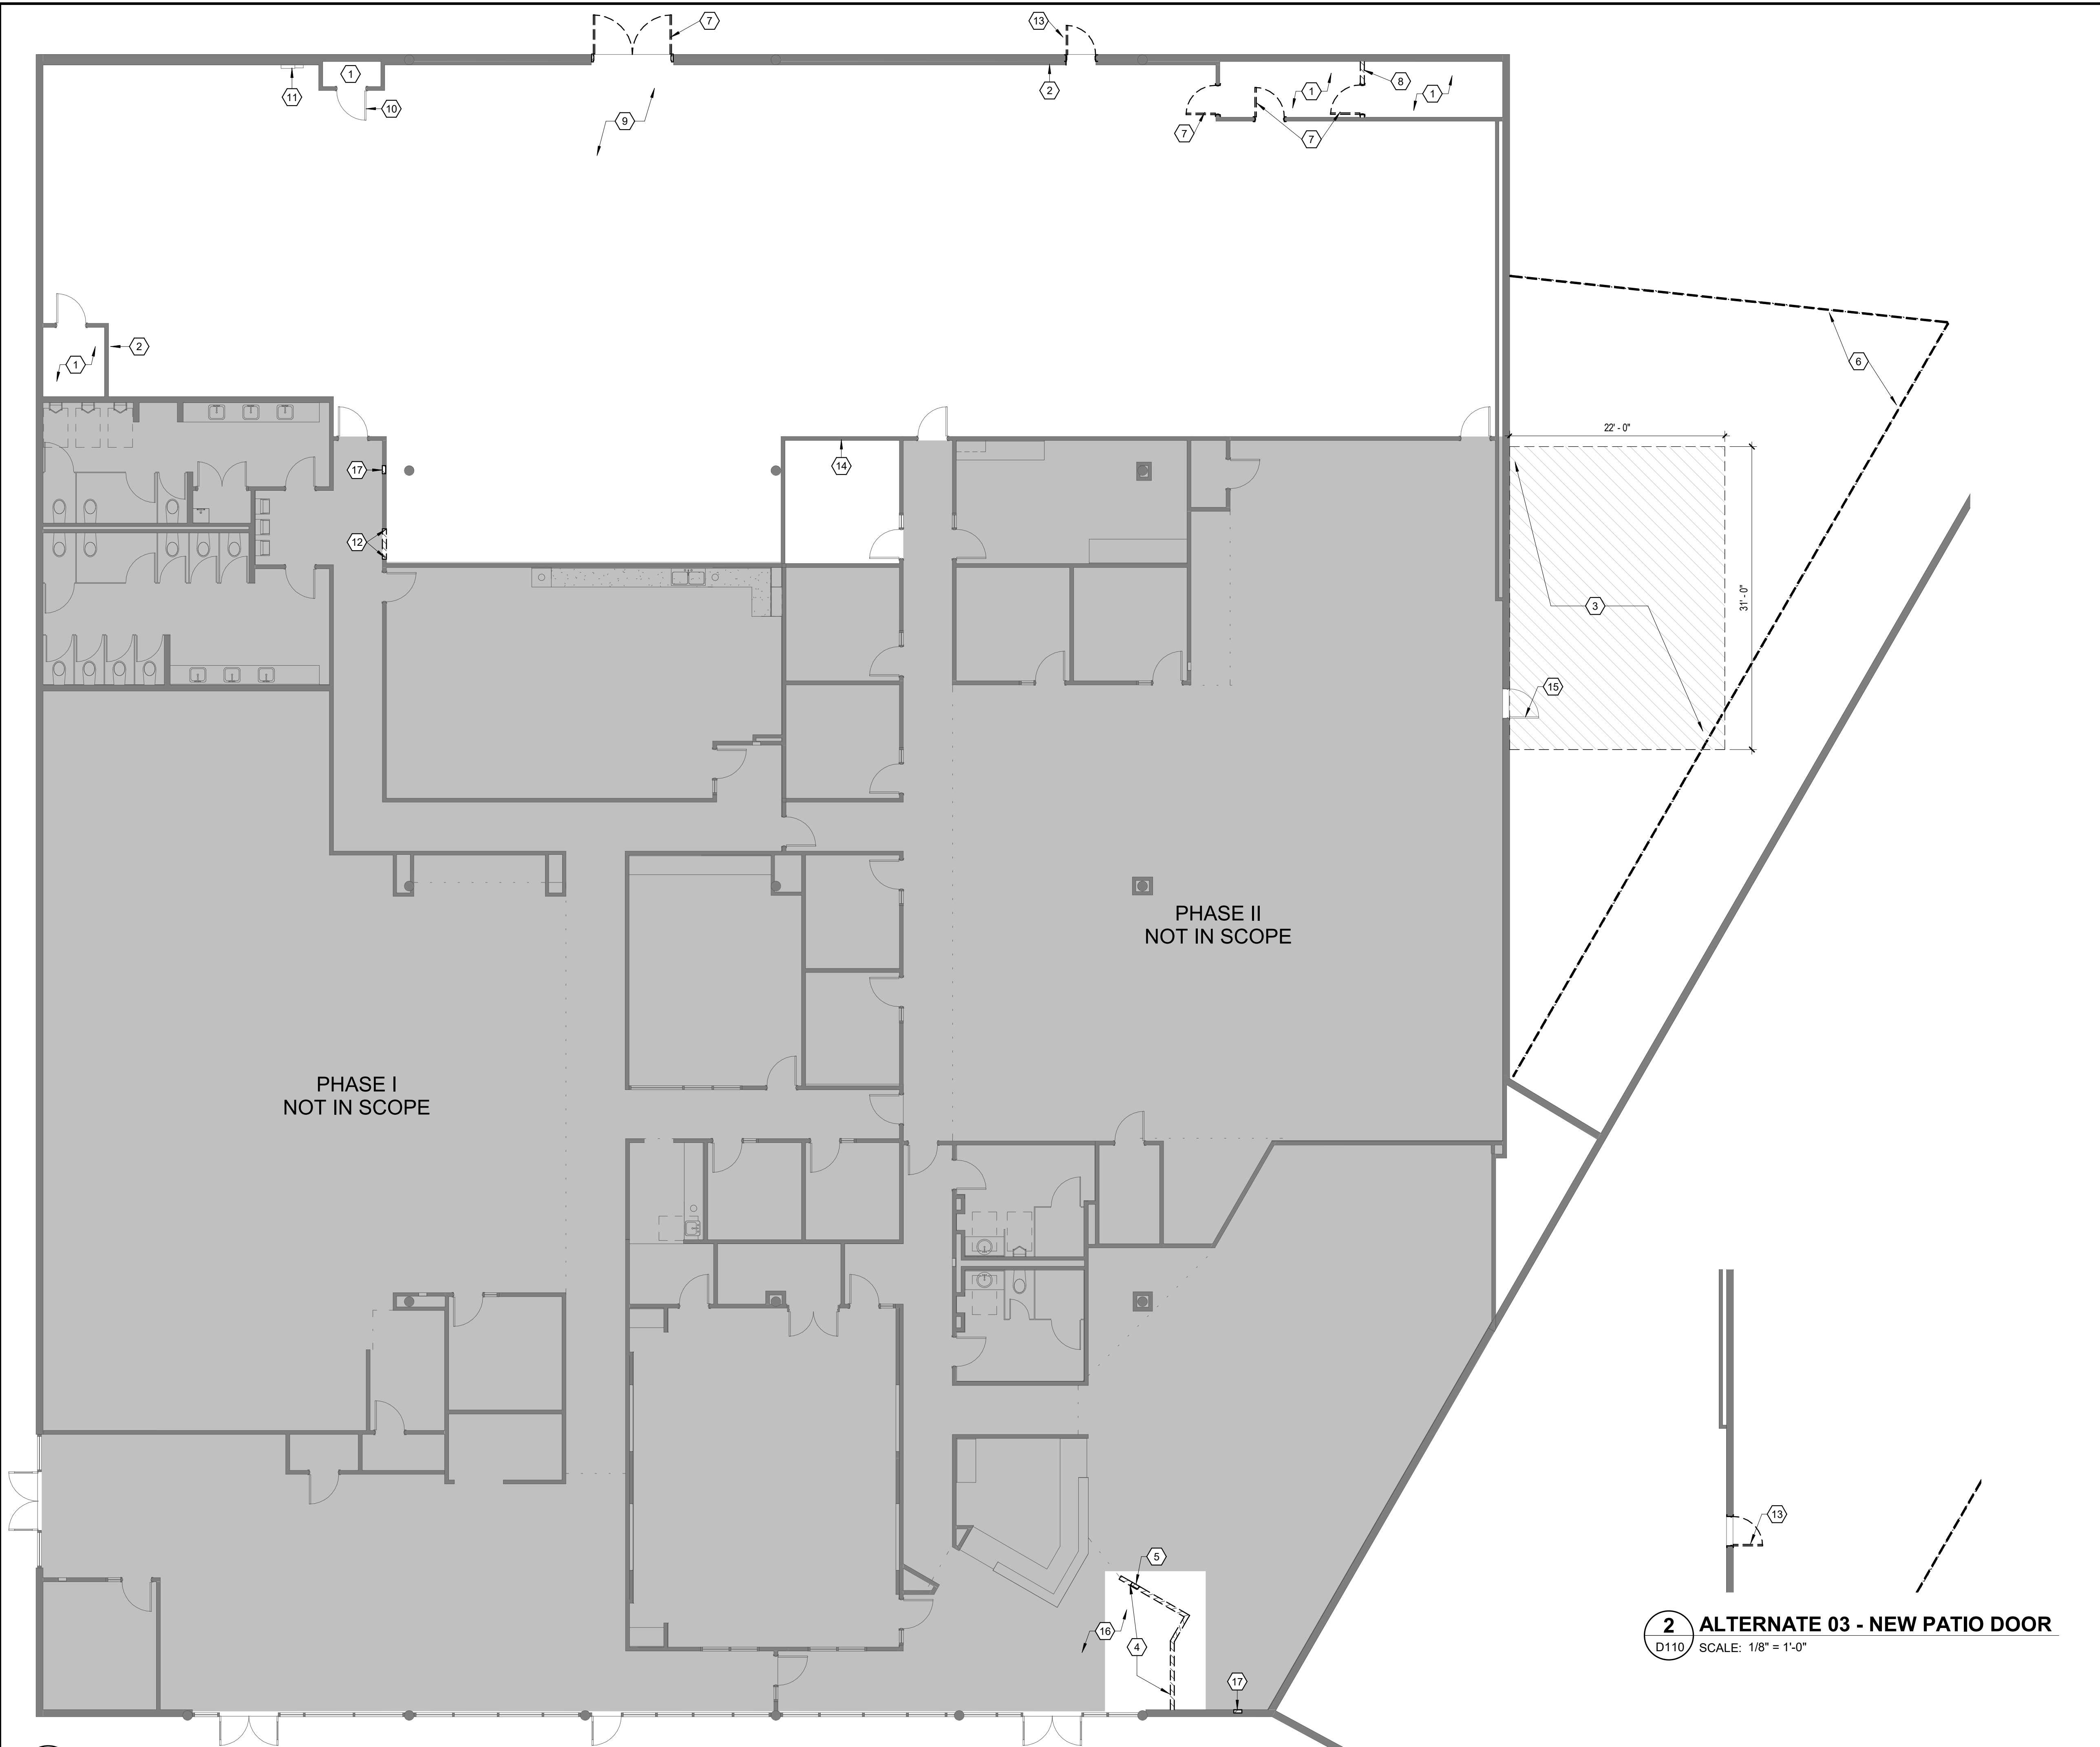 7
13
1
11
10
2
8
1
1
9
7
7
2
1
6
22' - 0"
14
17
12
3
31' - 0"
15
PHASE II
NOT IN SCOPE
PHASE I
NOT IN SCOPE
13
5
16
4
17
2
D110
ALTERNATE 03 - NEW PATIO DOOR
SCALE: 1/8" = 1'-0"